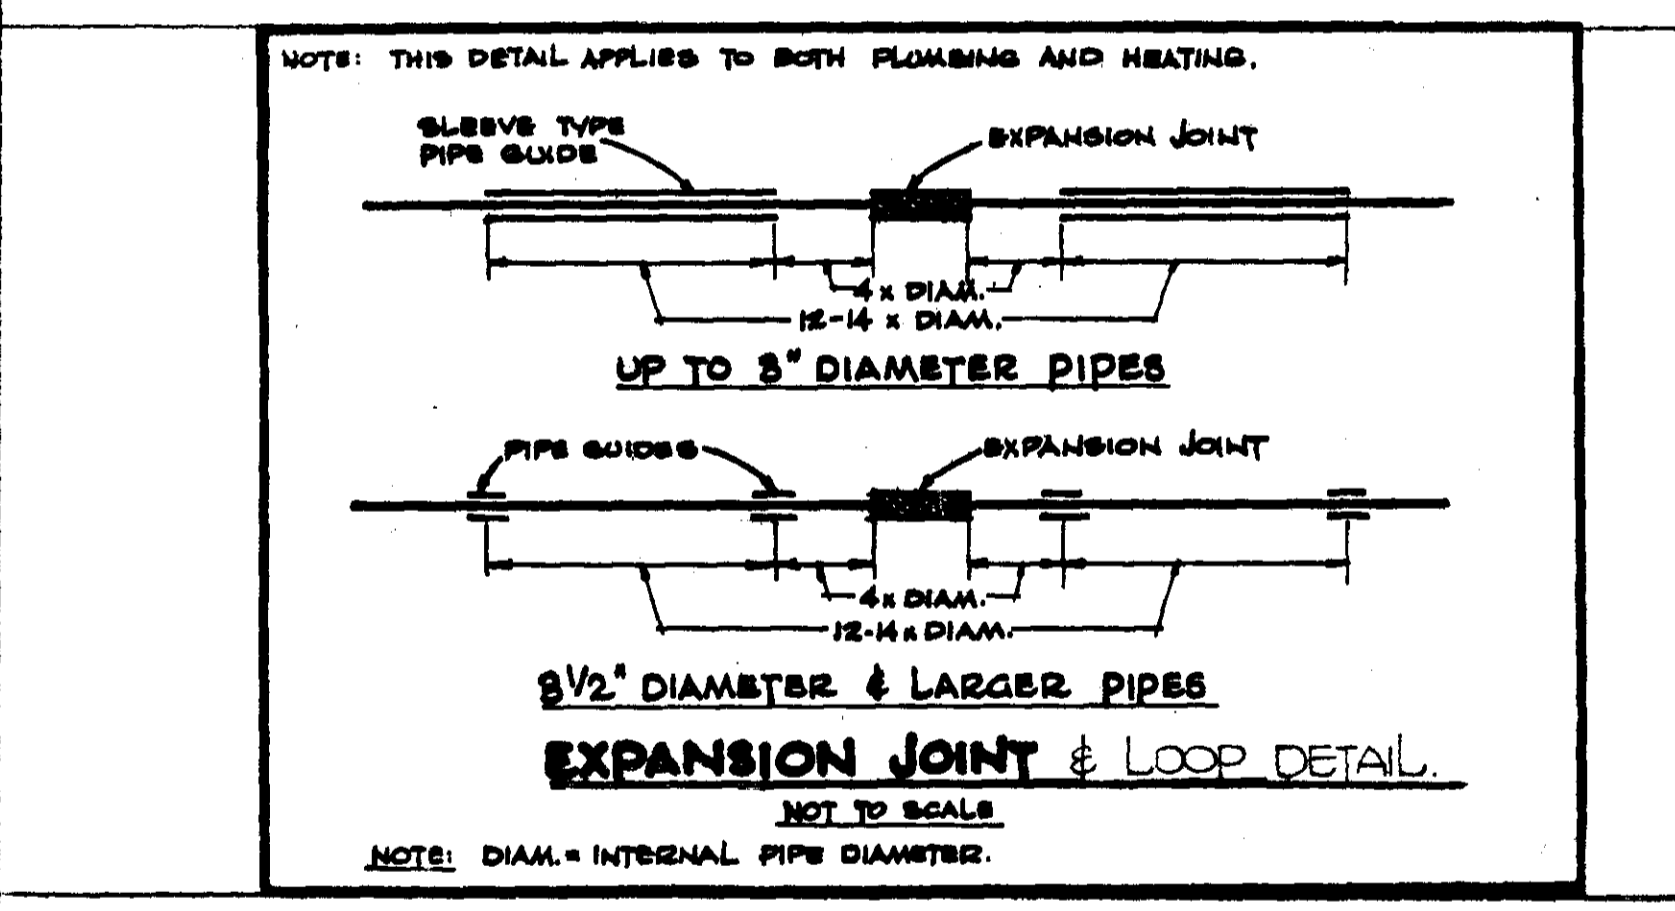 NOTE: THIS DETAIL APPLIES TO BOTH PLUMBING AND HEATING.
SLEEVE TYPE
PIPE GUIDE
EXPANSION JOINT
4 x DIAM.
12-14 x DIAM.
UP TO 3" DIAMETER PIPES
PIPE GUIDES
EXPANSION JOINT
4x DIAM.
12-14 x DIAM.
3 1/2" DIAMETER & LARGER PIPES
EXPANSION JOINT & LOOP DETAIL.
NOT TO SCALE
NOTE: DIAM. = INTERNAL PIPE DIAMETER.